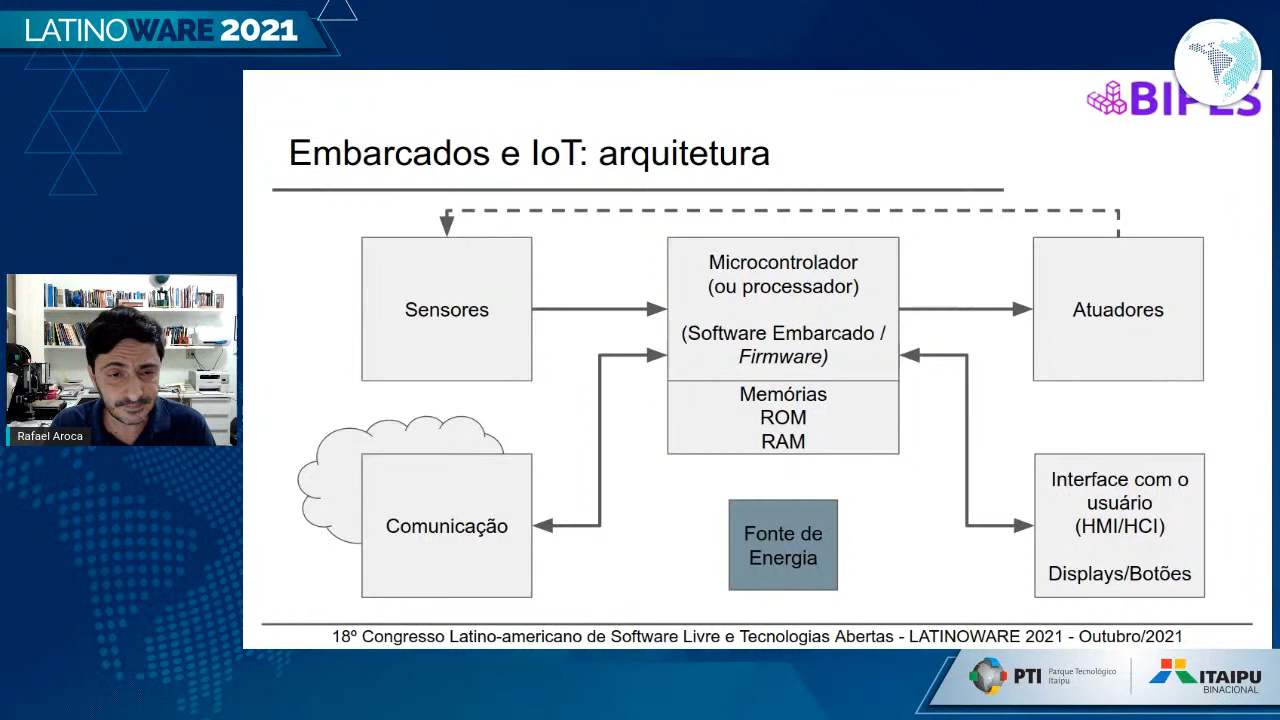 LATINOWARE 2021
BIPES
Embarcados e IoT: arquitetura
Sensores
Microcontrolador
(ou processador)
(Software Embarcado /
Firmware)
Memórias
ROM
RAM
Atuadores
Rafael Aroca
Comunicação
Fonte de
Energia
Interface com o
usuário
(HMI/HCI)
Displays/Botões
18º Congresso Latino-americano de Software Livre e Tecnologias Abertas - LATINOWARE 2021 - Outubro/2021
PTI
Parque Tecnológico
Itaipu
ITAIPU
BINACIONAL